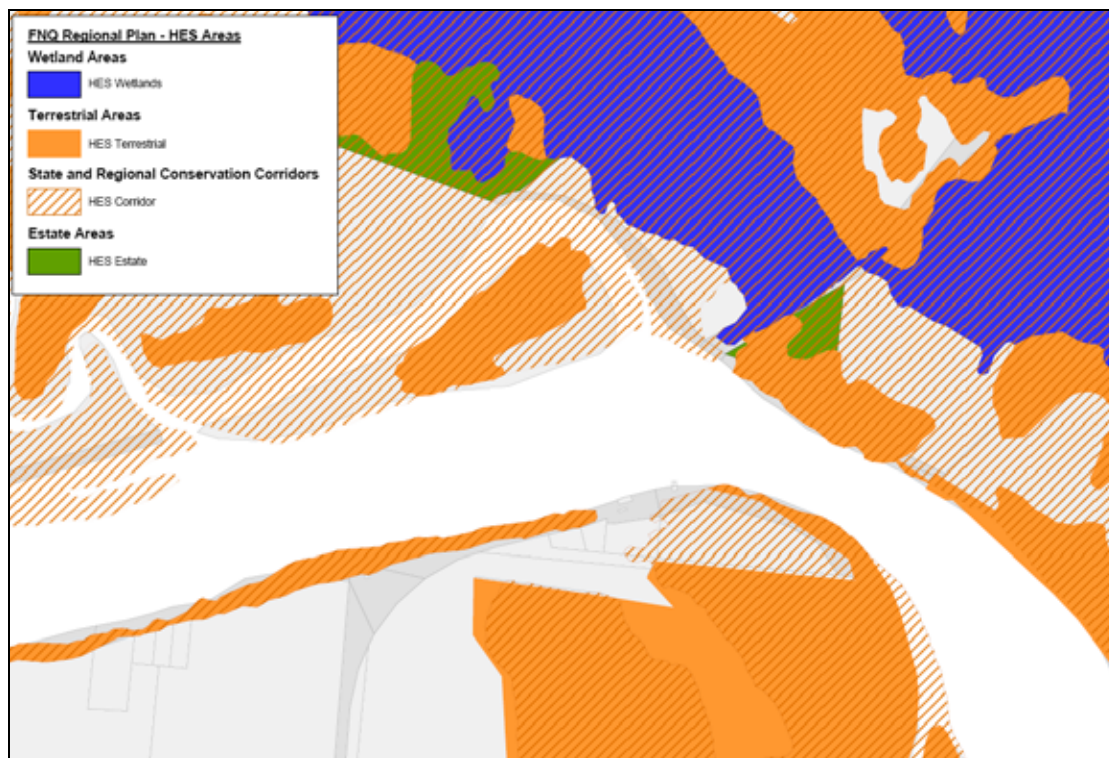 FNQ Regional Plan - HES Areas
Wetland Areas
HES Wetlands
Terrestrial Areas
HES Terrestrial
State and Regional Conservation Corridors
HES Corridor
Estate Areas
HES Estate